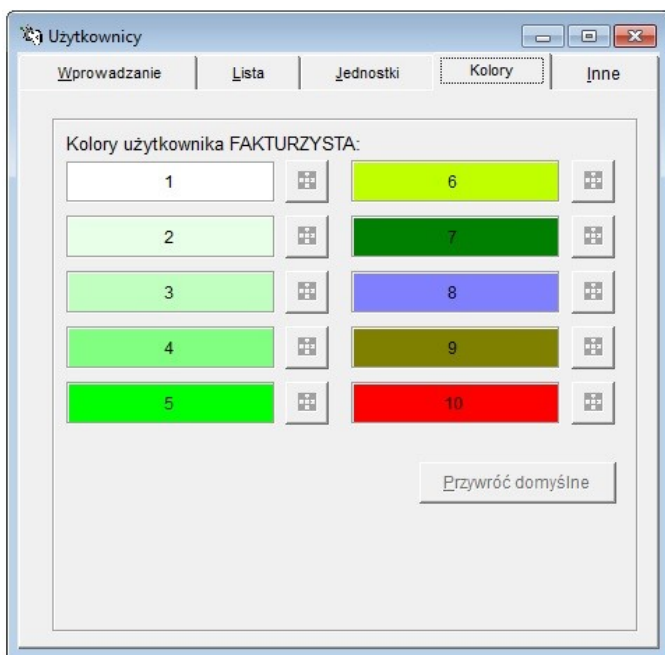 Użytkownicy
Wprowadzanie Lista Jednostki Kolory Inne
Kolory użytkownika FAKTURZYSTA:
1 6
2 7
3 8
4 9
5 10
Przywróć domyślne